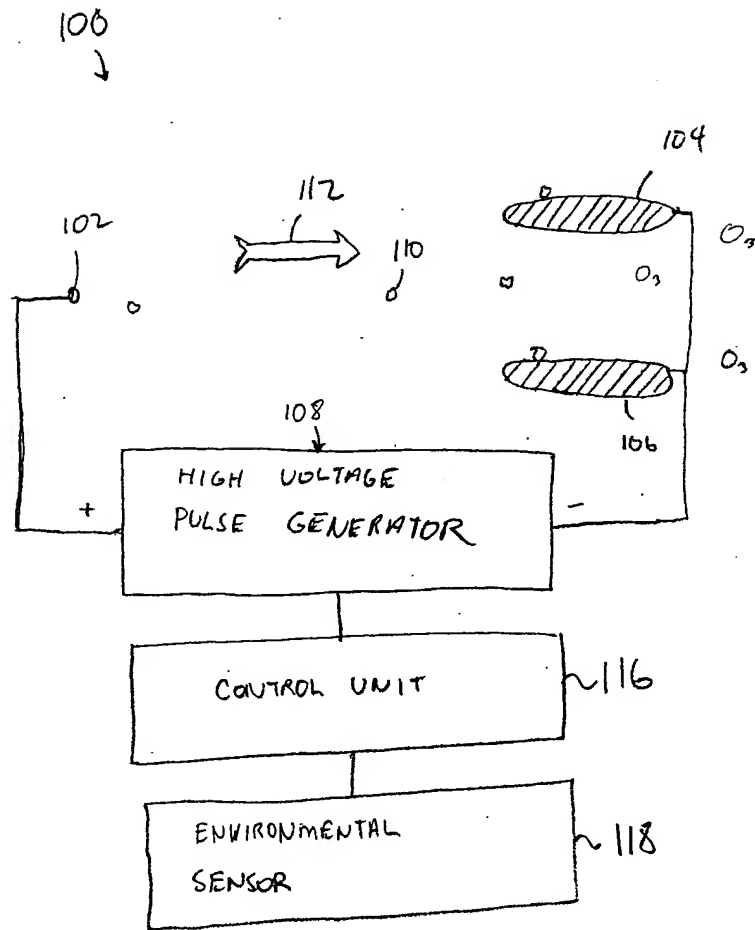 100
104
112
102
110
O3
O3
O3
106
108
HIGH VOLTAGE
PULSE GENERATOR
+
-
CONTROL UNIT
116
ENVIRONMENTAL
SENSOR
118